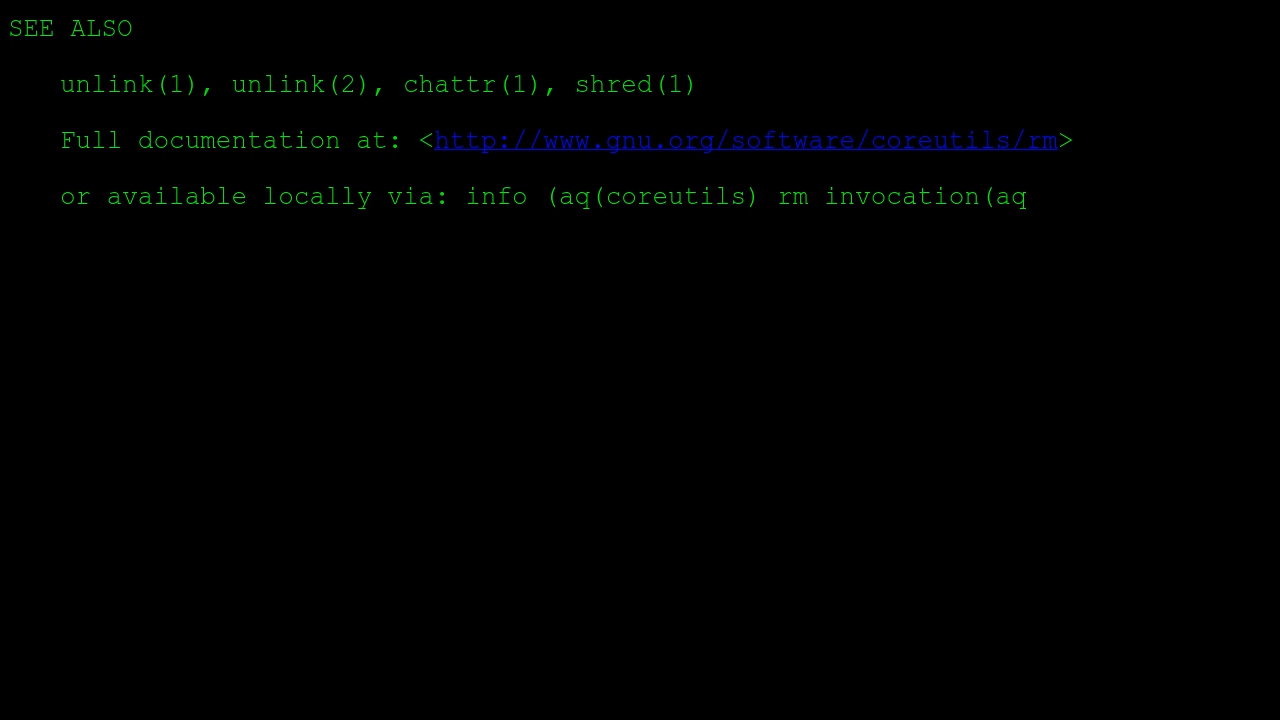 SEE ALSO
unlink(1), unlink(2), chattr(1), shred(1)
Full documentation at: <http://www.gnu.org/software/coreutils/rm>
or available locally via: info (aq(coreutils) rm invocation(aq